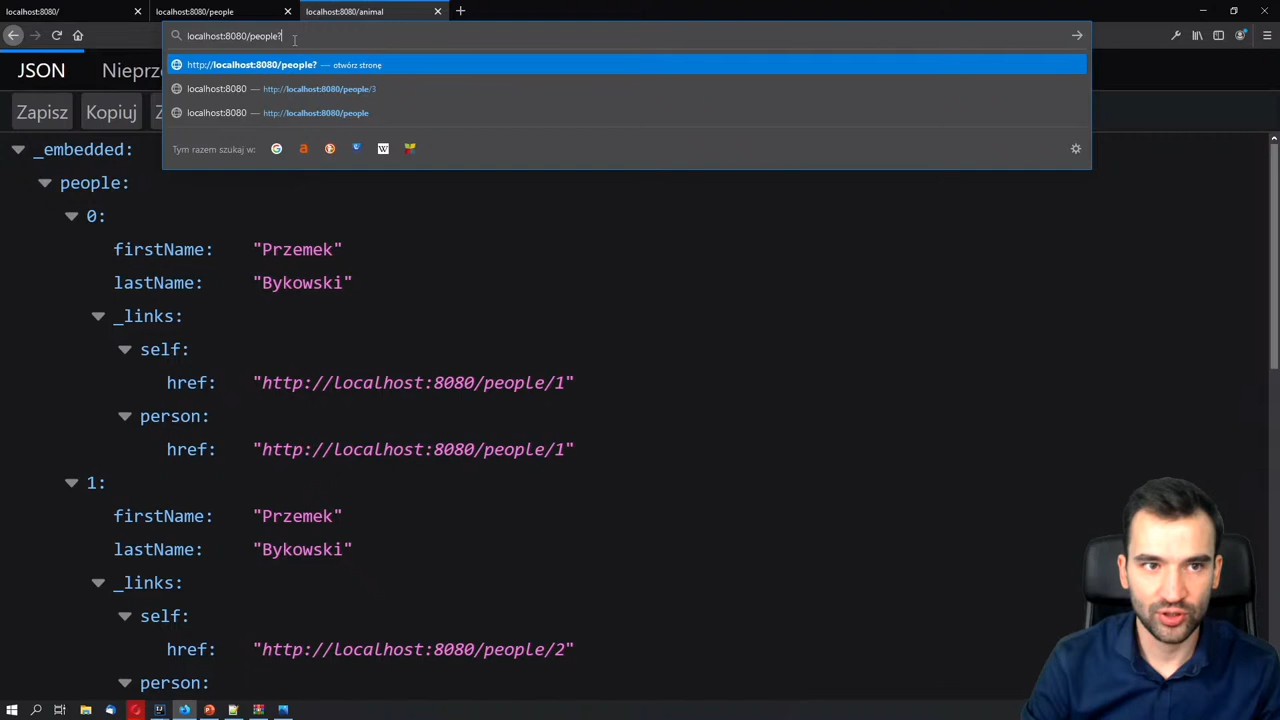 localhost:8080/
localhost:8080/people
localhost:8080/animal
localhost:8080/people?
http://localhost:8080/people? — otwórz stronę
localhost:8080 — http://localhost:8080/people/3
localhost:8080 — http://localhost:8080/people
Tym razem szukaj w:
JSON
Zapisz
Kopiuj
_embedded:
people:
0:
firstName: "Przemek"
lastName: "Bykowski"
_links:
self:
href: "http://localhost:8080/people/1"
person:
href: "http://localhost:8080/people/1"
1:
firstName: "Przemek"
lastName: "Bykowski"
_links:
self:
href: "http://localhost:8080/people/2"
person: